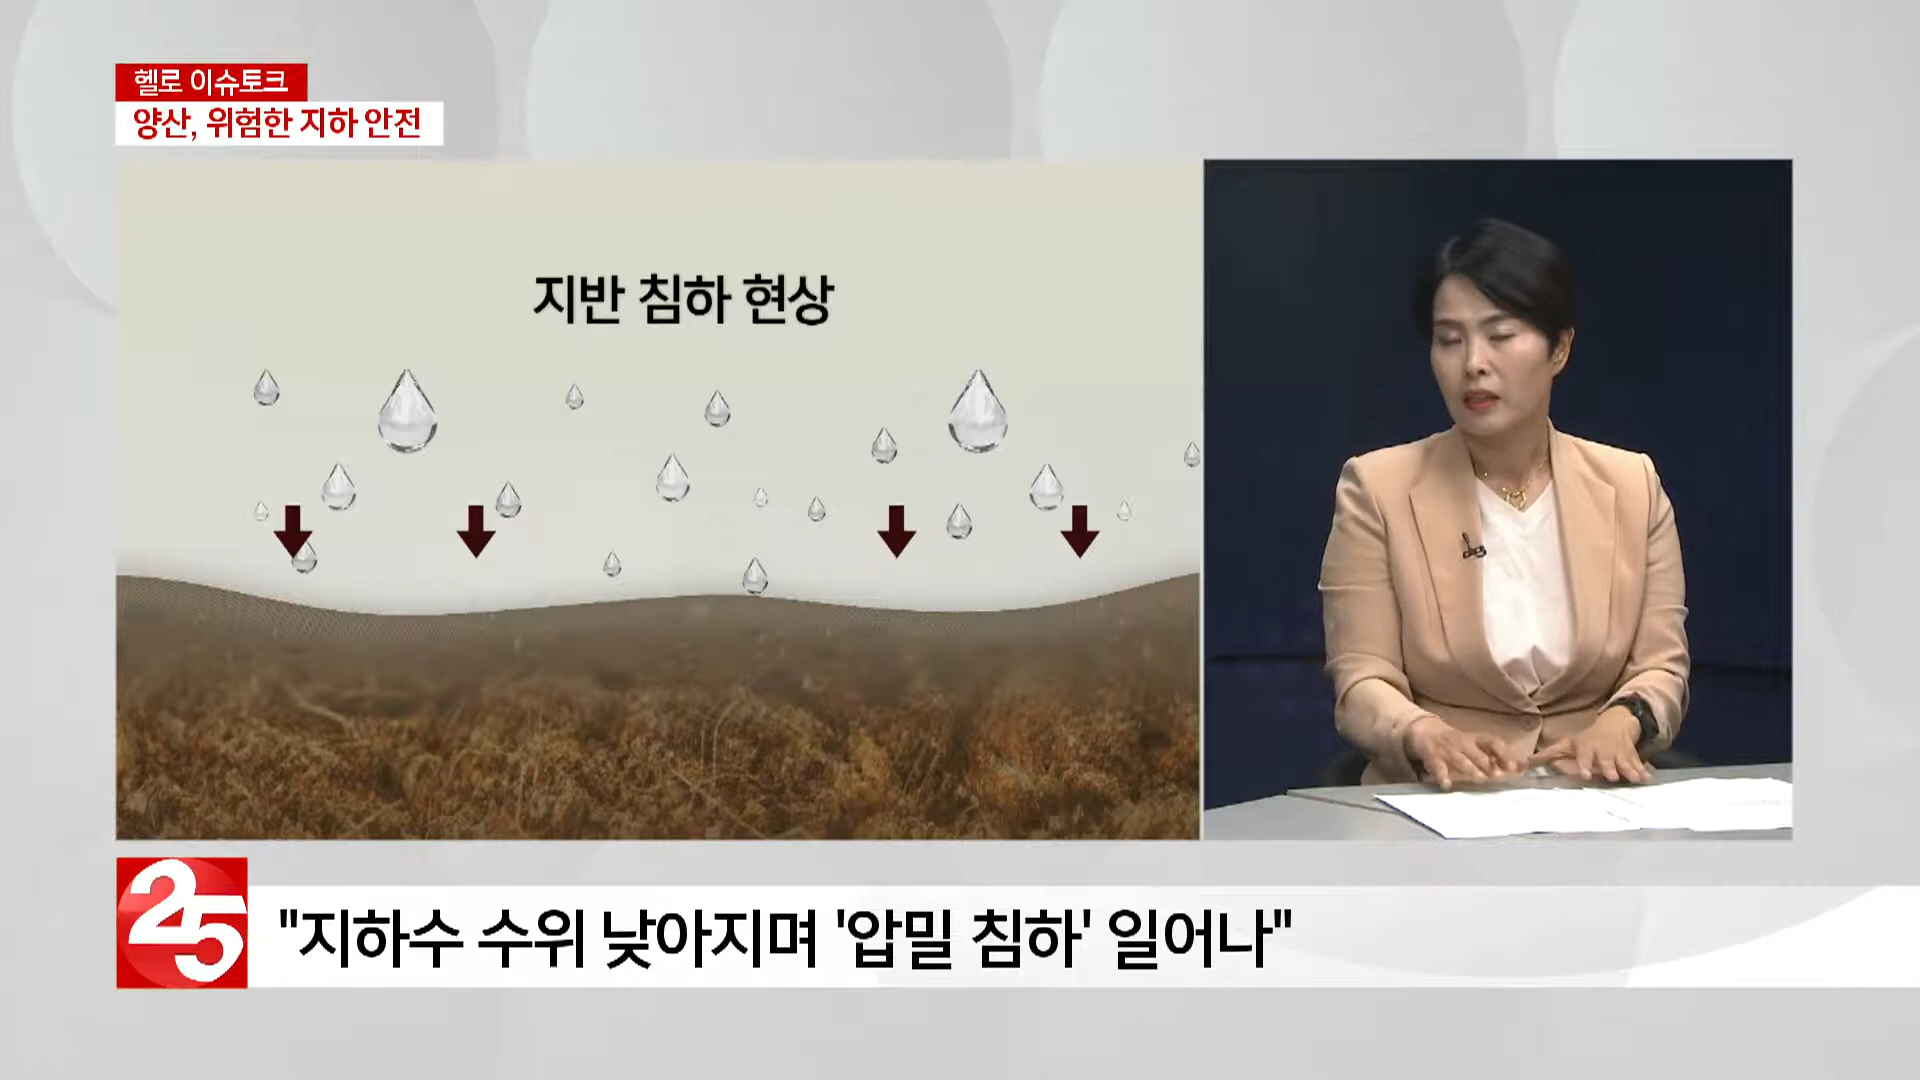 헬로 이슈토크
양산, 위험한 지하 안전
지반 침하 현상
25
"지하수 수위 낮아지며 '압밀 침하' 일어나"